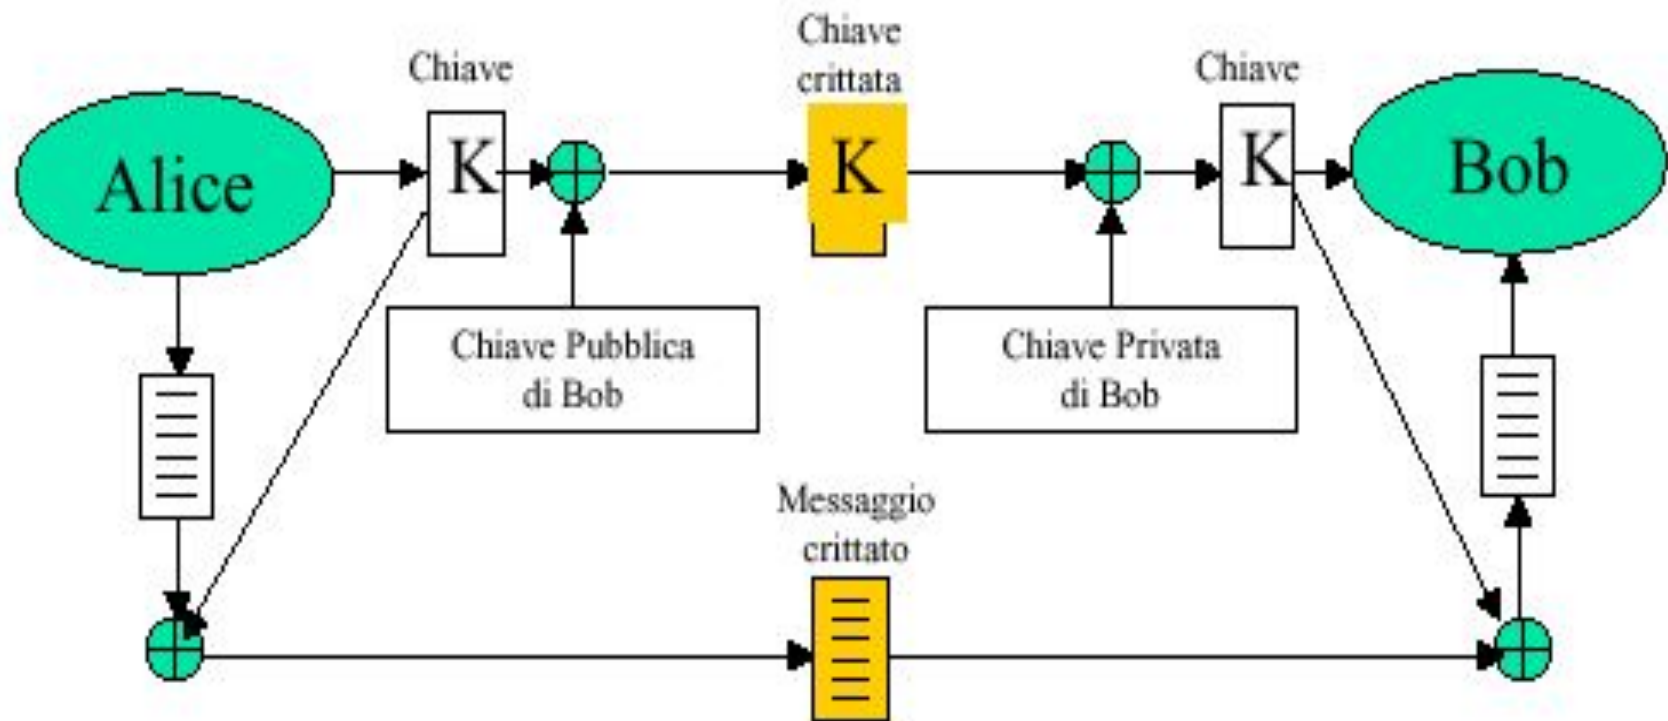 Chiave
Chiave
crittata
Chiave
Alice
K
K
K
Bob
Chiave Pubblica
di Bob
Chiave Privata
di Bob
Messaggio
crittato